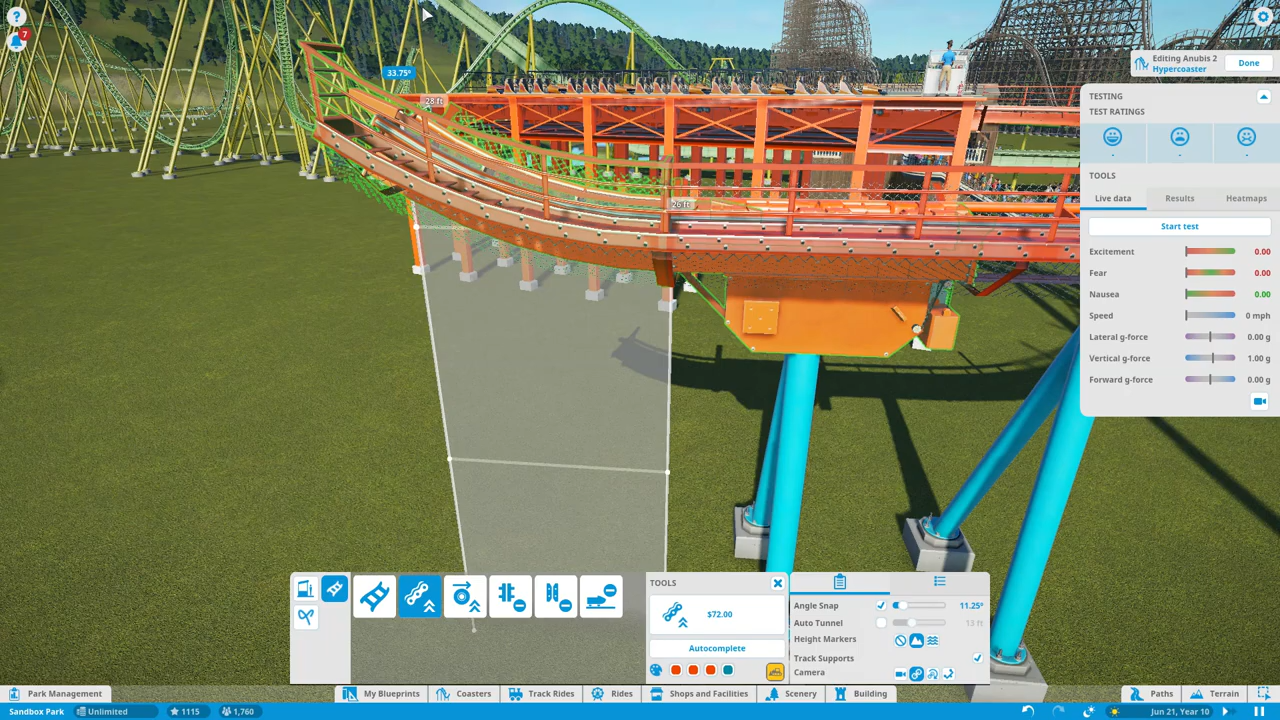 ?
7
33.75°
28 ft
26 ft
Editing Anubis 2
Hypercoaster
Done
TESTING
TEST RATINGS
-
-
-
TOOLS
Live data
Results
Heatmaps
Start test
Excitement
0.00
Fear
0.00
Nausea
0.00
Speed
0 mph
Lateral g-force
0.00 g
Vertical g-force
1.00 g
Forward g-force
0.00 g
TOOLS
$72.00
Autocomplete
Angle Snap
11.25°
Auto Tunnel
13 ft
Height Markers
Track Supports
Camera
Park Management
My Blueprints
Coasters
Track Rides
Rides
Shops and Facilities
Scenery
Building
Paths
Terrain
Sandbox Park
Unlimited
1115
1,760
Jun 21, Year 10